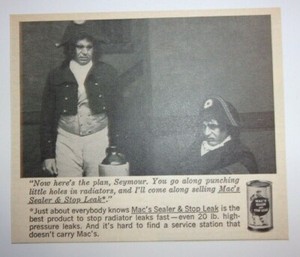 "Now here's the plan, Seymour. You go along punching
little holes in radiators, and I'll come along selling Mac's
Sealer & Stop Leak*."
*Just about everybody knows Mac's Sealer & Stop Leak is the
best product to stop radiator leaks fast—even 20 lb. high-
pressure leaks. And it's hard to find a service station that
doesn't carry Mac's.